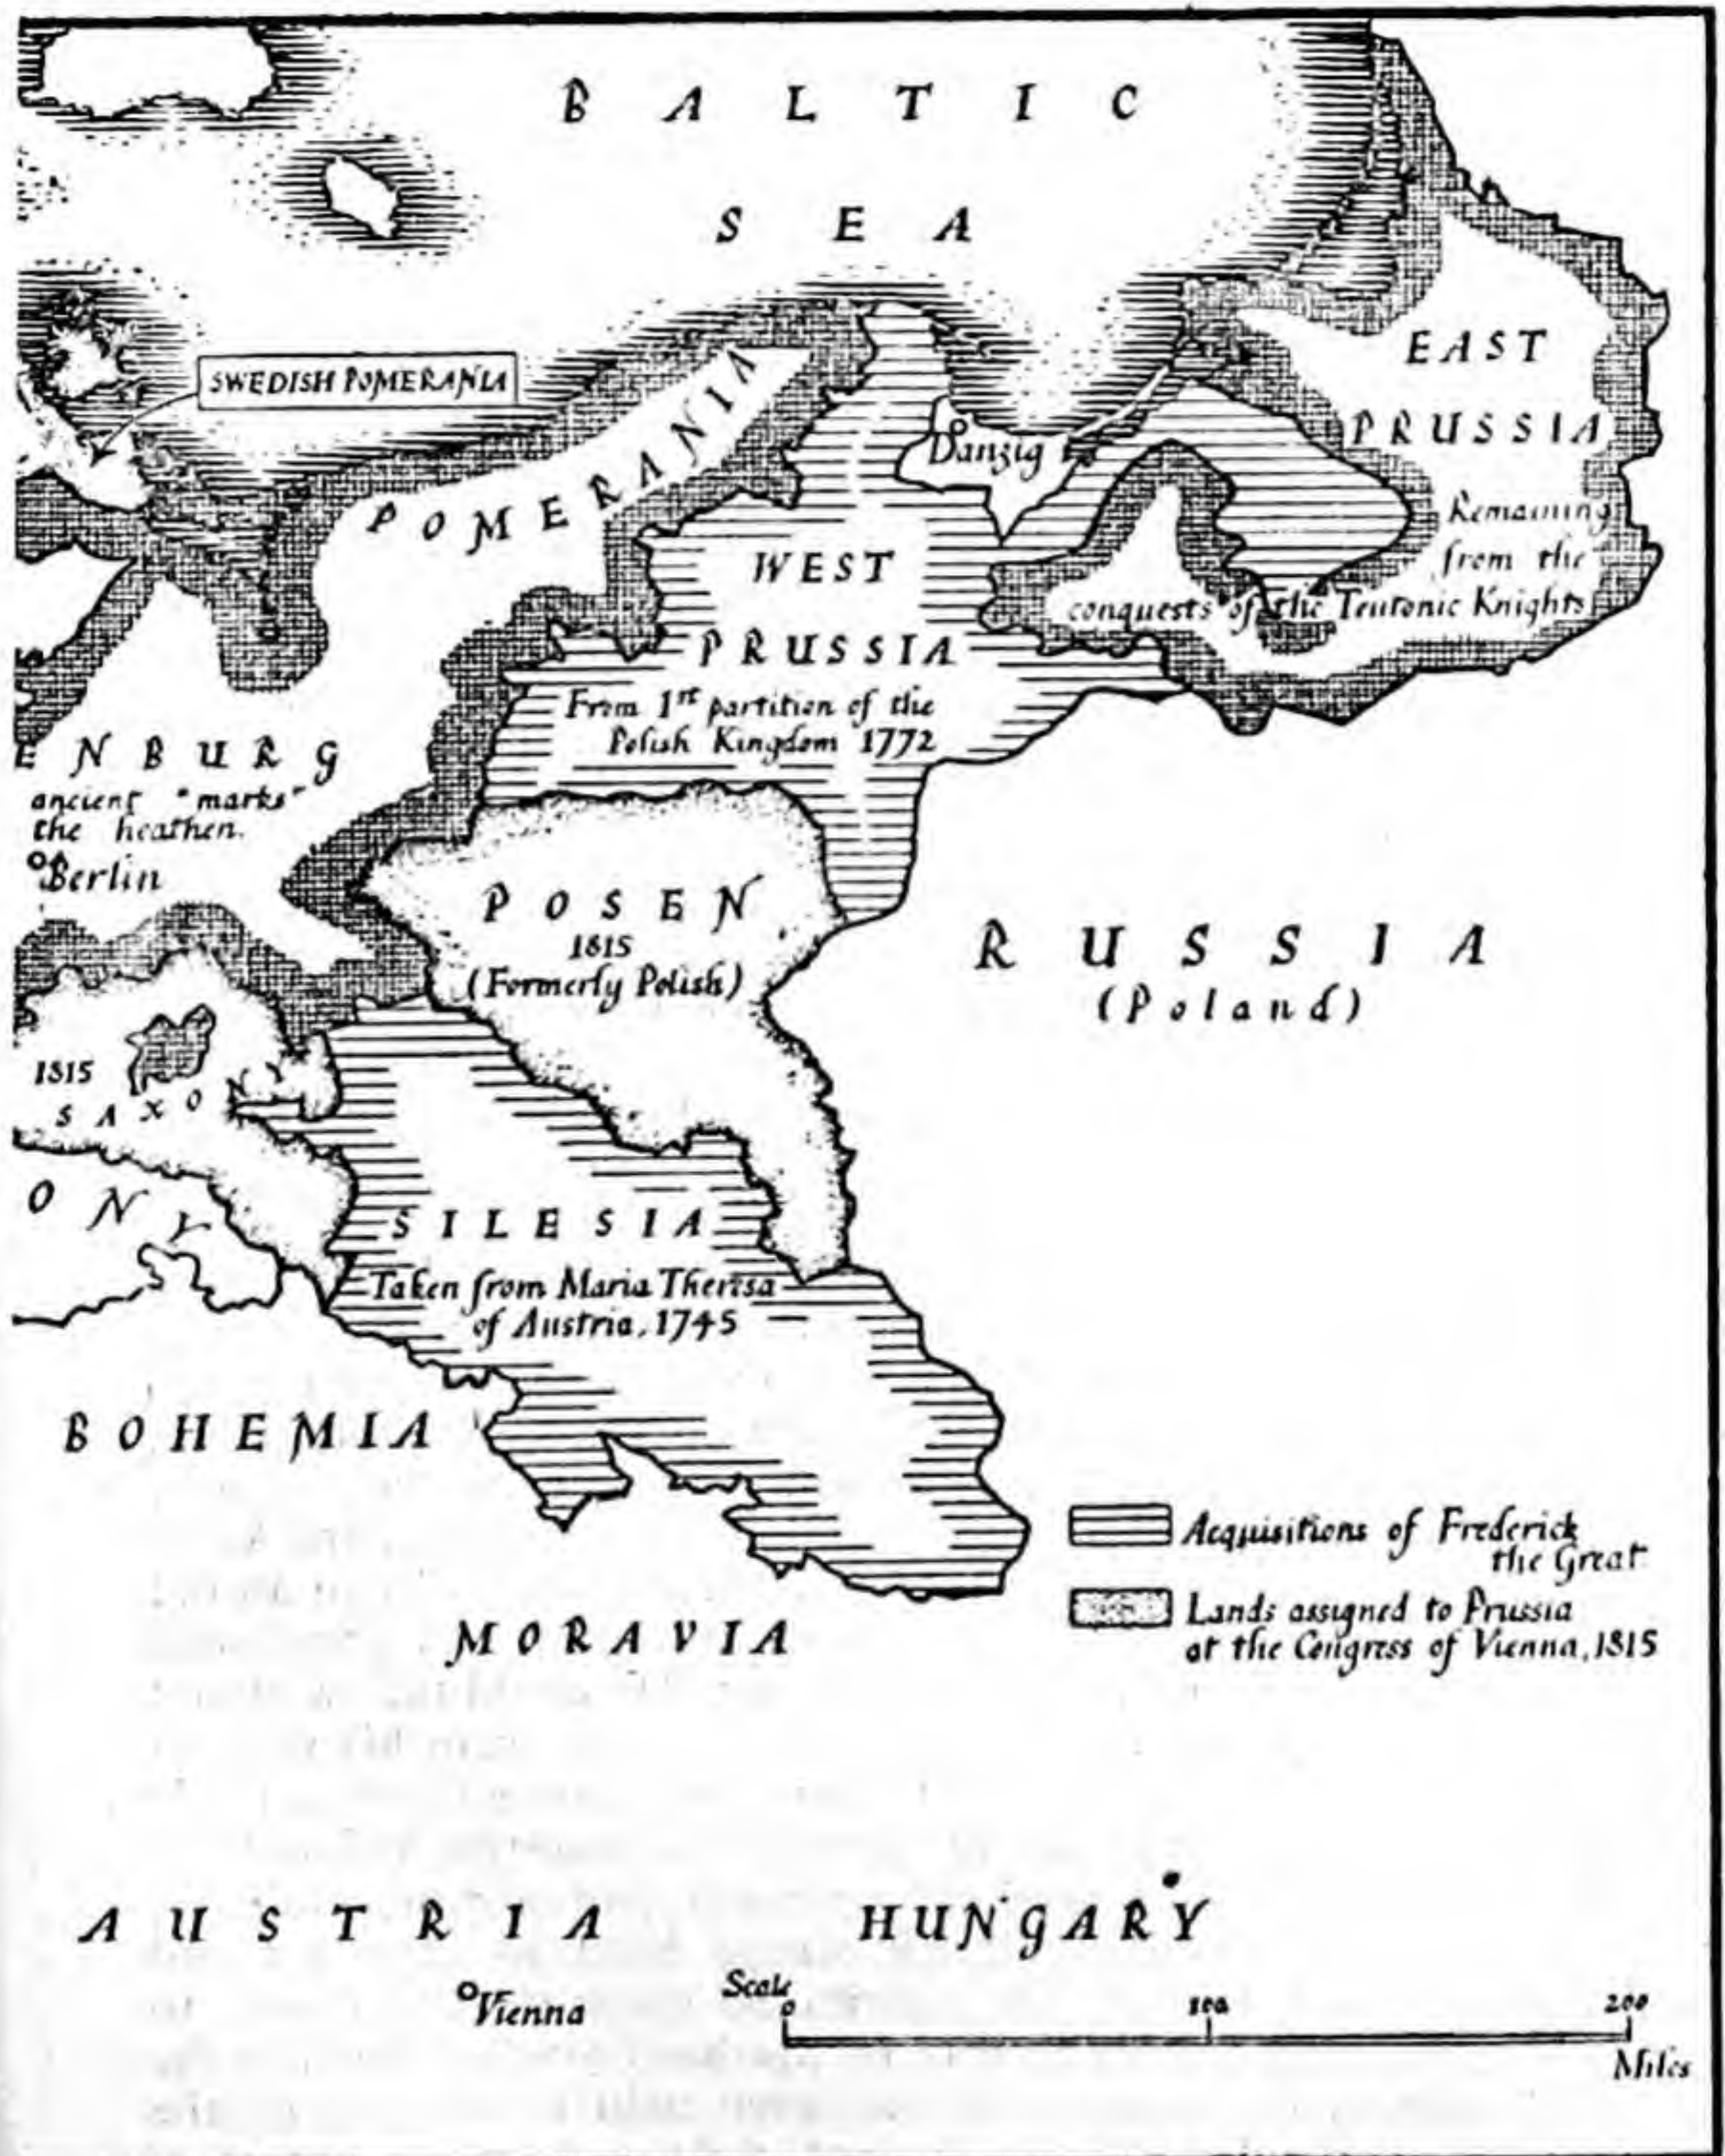 BALTIC
SEA
SWEDISH POMERANIA
POMERANIA
EAST
PRUSSIA
Danzig
Remaining
from the
conquests of the Teutonic Knights
WEST
PRUSSIA
From 1st partition of the
Polish Kingdom 1772
ENBURG
ancient "marks"
the heathen.
Berlin
POSEN
1815
(Formerly Polish)
RUSSIA
(Poland)
1815
SAXON
ONY
SILESIA
Taken from Maria Theresa
of Austria, 1745
BOHEMIA
MORAVIA
Acquisitions of Frederick
the Great
Lands assigned to Prussia
at the Congress of Vienna, 1815
AUSTRIA
HUNGARY
Vienna
Scale
0 100 200
Miles